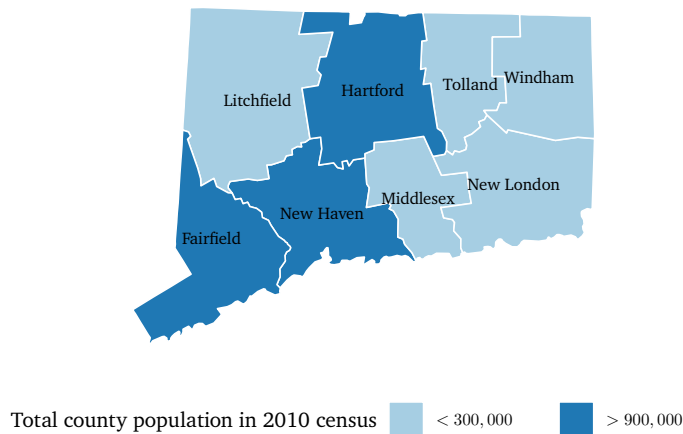 Litchfield
Hartford
Tolland
Windham
Fairfield
New Haven
Middlesex
New London
Total county population in 2010 census
< 300, 000
> 900, 000